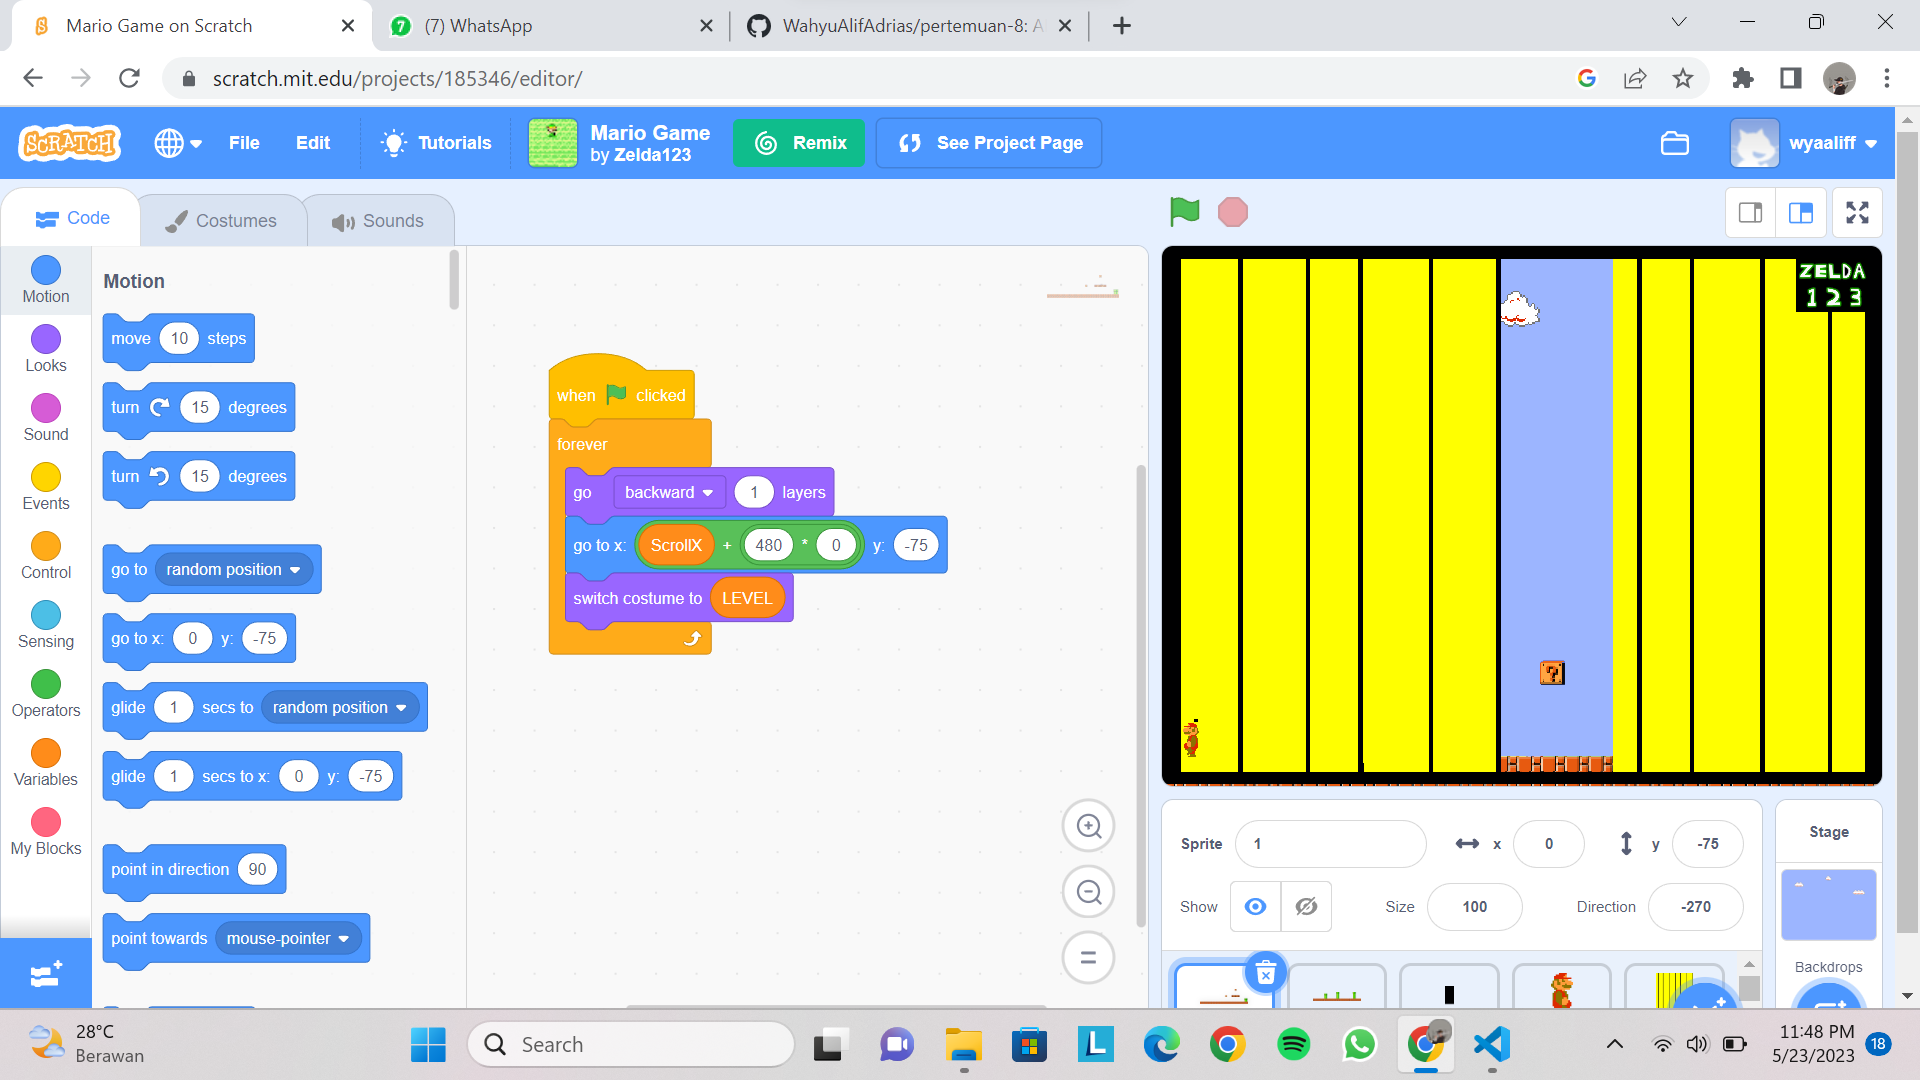 Mario Game on Scratch
(7) WhatsApp
WahyuAlifAdrias/pertemuan-8: A
scratch.mit.edu/projects/185346/editor/
SCRATCH
File
Edit
Tutorials
Mario Game
by Zelda123
Remix
See Project Page
wyaaliff
Code
Costumes
Sounds
Motion
Looks
Sound
Events
Control
Sensing
Operators
Variables
My Blocks
Motion
move 10 steps
turn 15 degrees
turn 15 degrees
go to random position
go to x: 0 y: -75
glide 1 secs to random position
glide 1 secs to x: 0 y: -75
point in direction 90
point towards mouse-pointer
when clicked
forever
go backward 1 layers
go to x: ScrollX + 480 * 0 y: -75
switch costume to LEVEL
ZELDA
123
?
Sprite 1 x 0 y -75
Show Size 100 Direction -270
Stage
Backdrops
28°C
Berawan
Search
11:48 PM
5/23/2023
18